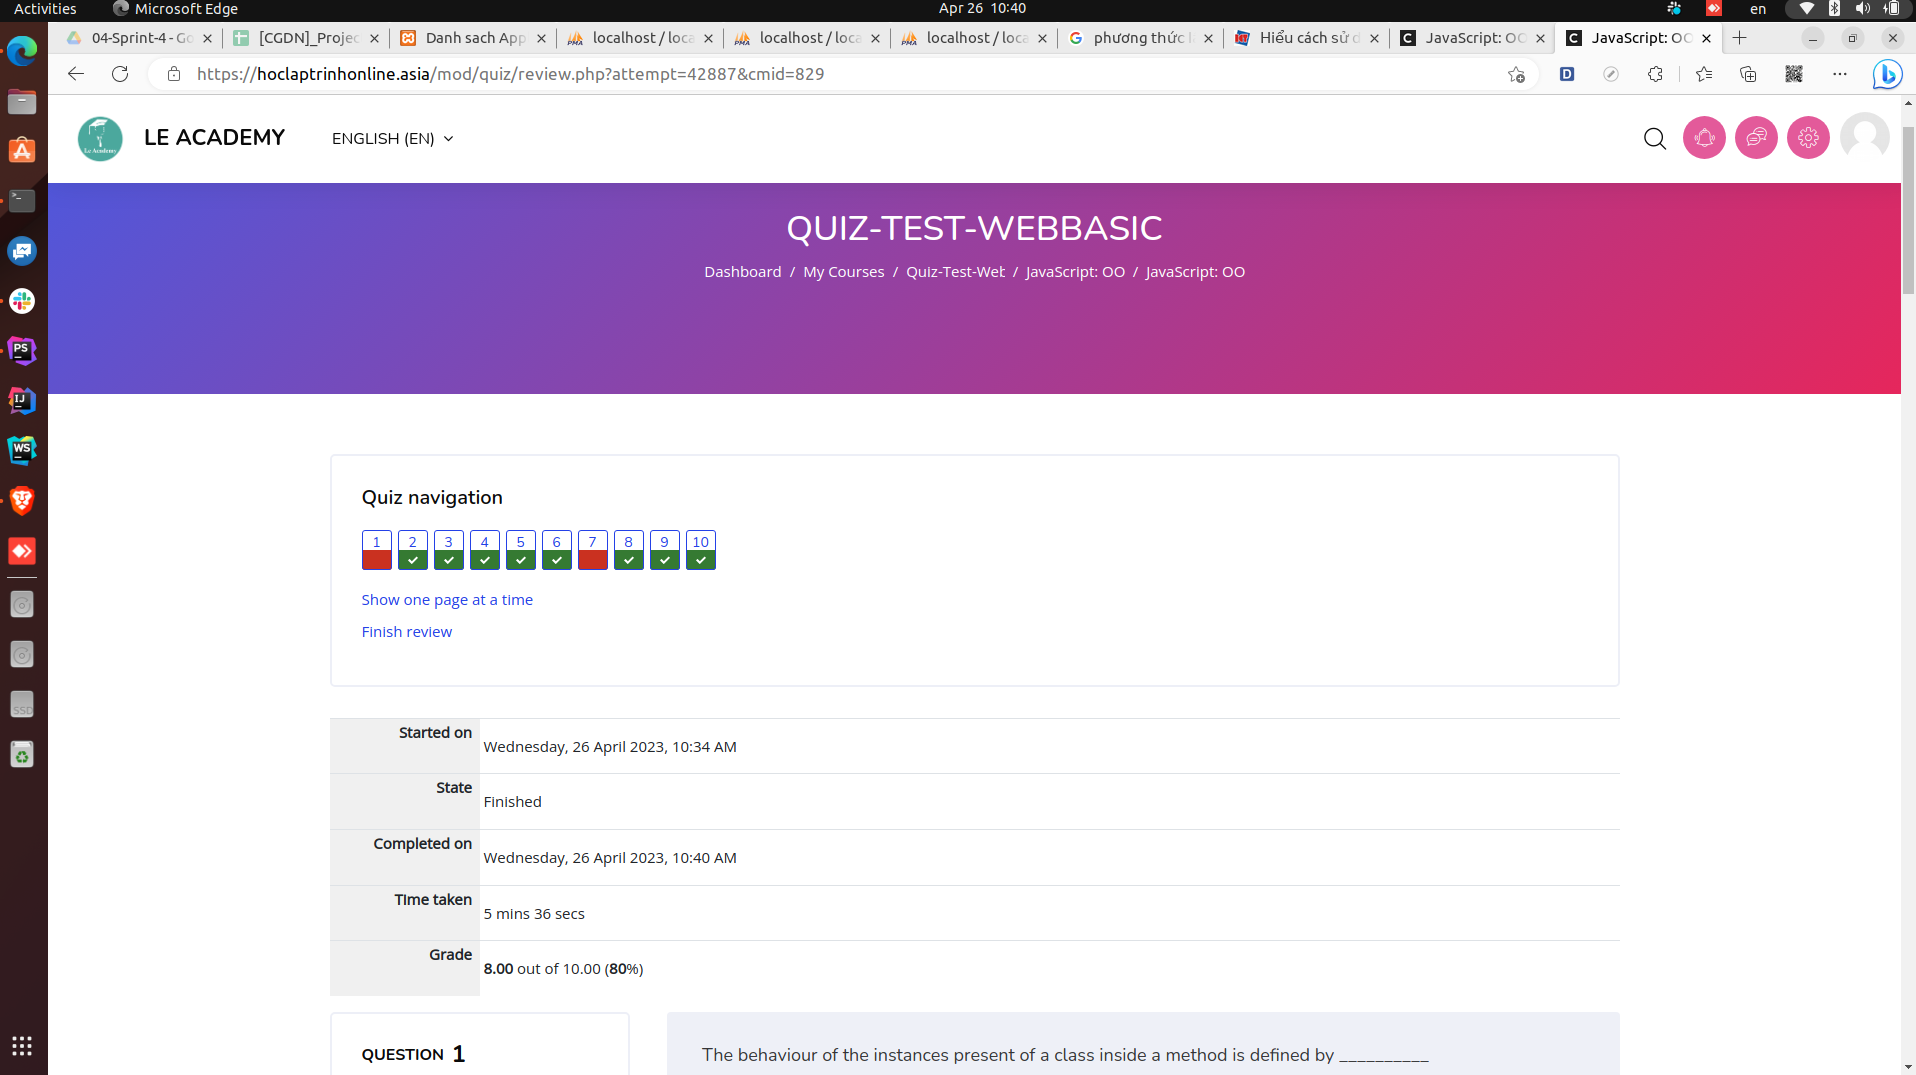 Activities
Microsoft Edge
Apr 26 10:40
en
04-Sprint-4 - Go
[CGDN]_Projec
Danh sach App
localhost / loca
localhost / loca
localhost / loca
phương thức l
Hiểu cách sử d
JavaScript: OO
JavaScript: OO
https://hoclaptrinhonline.asia/mod/quiz/review.php?attempt=42887&cmid=829
LE ACADEMY
ENGLISH (EN)
QUIZ-TEST-WEBBASIC
Dashboard / My Courses / Quiz-Test-Web / JavaScript: OO / JavaScript: OO
Quiz navigation
1 2 3 4 5 6 7 8 9 10
Show one page at a time
Finish review
Started on
Wednesday, 26 April 2023, 10:34 AM
State
Finished
Completed on
Wednesday, 26 April 2023, 10:40 AM
Time taken
5 mins 36 secs
Grade
8.00 out of 10.00 (80%)
QUESTION 1
The behaviour of the instances present of a class inside a method is defined by __________